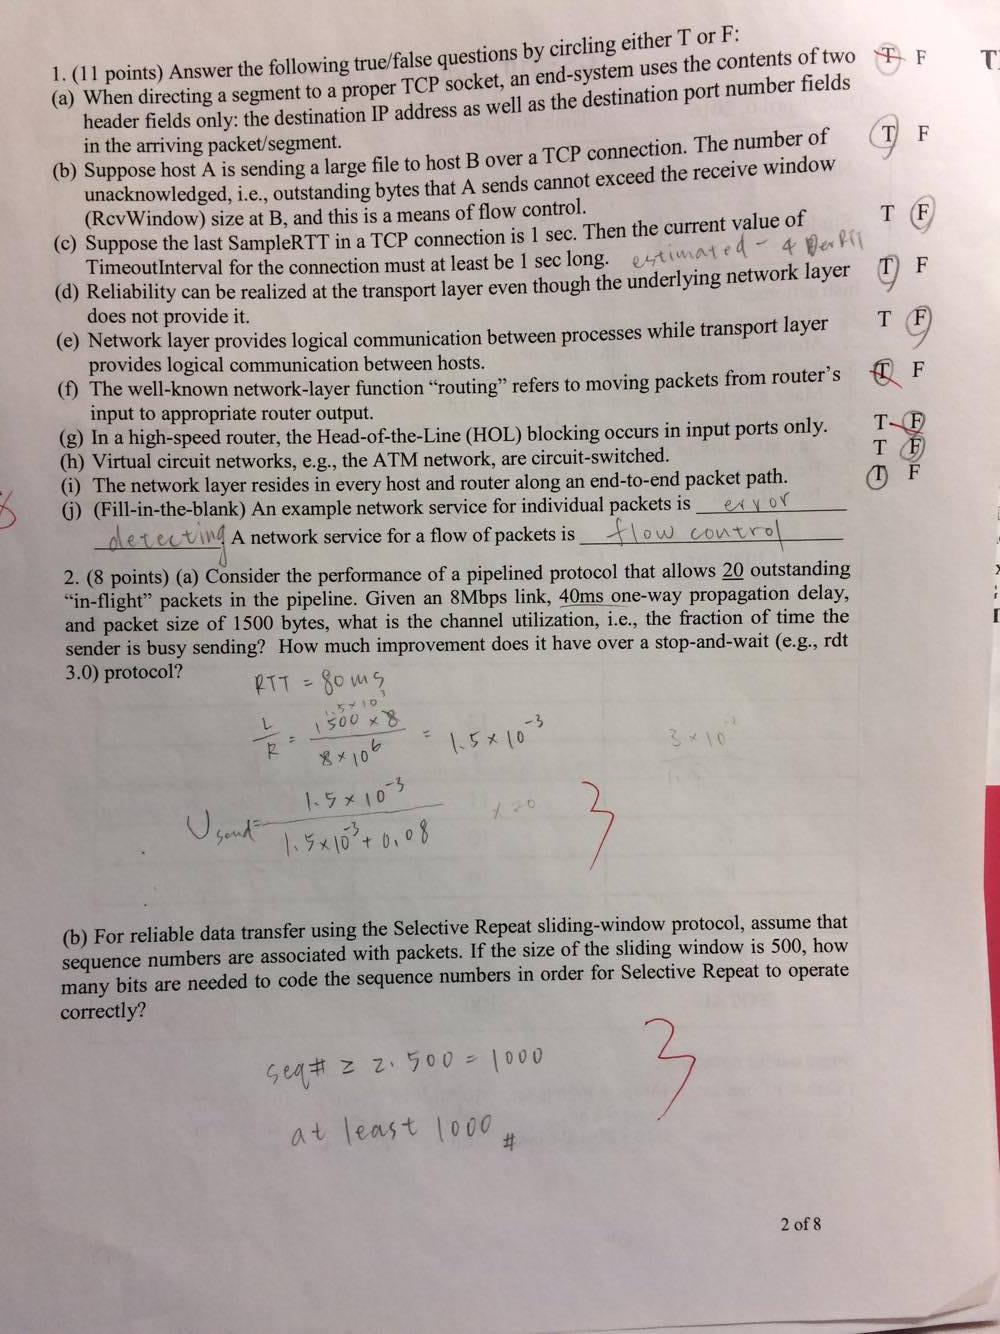 1. (11 points) Answer the following true/false questions by circling either T or F:
(a) When directing a segment to a proper TCP socket, an end-system uses the contents of two T F
header fields only: the destination IP address as well as the destination port number fields
in the arriving packet/segment.
(b) Suppose host A is sending a large file to host B over a TCP connection. The number of T F
unacknowledged, i.e., outstanding bytes that A sends cannot exceed the receive window
(RcvWindow) size at B, and this is a means of flow control.
(c) Suppose the last SampleRTT in a TCP connection is 1 sec. Then the current value of T F
TimeoutInterval for the connection must at least be 1 sec long. estimated - 4 DevRTT
(d) Reliability can be realized at the transport layer even though the underlying network layer T F
does not provide it.
(e) Network layer provides logical communication between processes while transport layer T F
provides logical communication between hosts.
(f) The well-known network-layer function “routing” refers to moving packets from router’s T F
input to appropriate router output.
(g) In a high-speed router, the Head-of-the-Line (HOL) blocking occurs in input ports only. T F
(h) Virtual circuit networks, e.g., the ATM network, are circuit-switched. T F
(i) The network layer resides in every host and router along an end-to-end packet path. T F
(j) (Fill-in-the-blank) An example network service for individual packets is error
detecting A network service for a flow of packets is flow control
2. (8 points) (a) Consider the performance of a pipelined protocol that allows 20 outstanding
“in-flight” packets in the pipeline. Given an 8Mbps link, 40ms one-way propagation delay,
and packet size of 1500 bytes, what is the channel utilization, i.e., the fraction of time the
sender is busy sending? How much improvement does it have over a stop-and-wait (e.g., rdt
3.0) protocol?
RTT = 80ms
1.5×10³
L/R = 1500 × 8 / 8×10⁶ = 1.5×10⁻³
Usend = 1.5×10⁻³ / 1.5×10⁻³ + 0.08 × 20
3
(b) For reliable data transfer using the Selective Repeat sliding-window protocol, assume that
sequence numbers are associated with packets. If the size of the sliding window is 500, how
many bits are needed to code the sequence numbers in order for Selective Repeat to operate
correctly?
seq# ≥ 2·500 = 1000
3
at least 1000 #
2 of 8